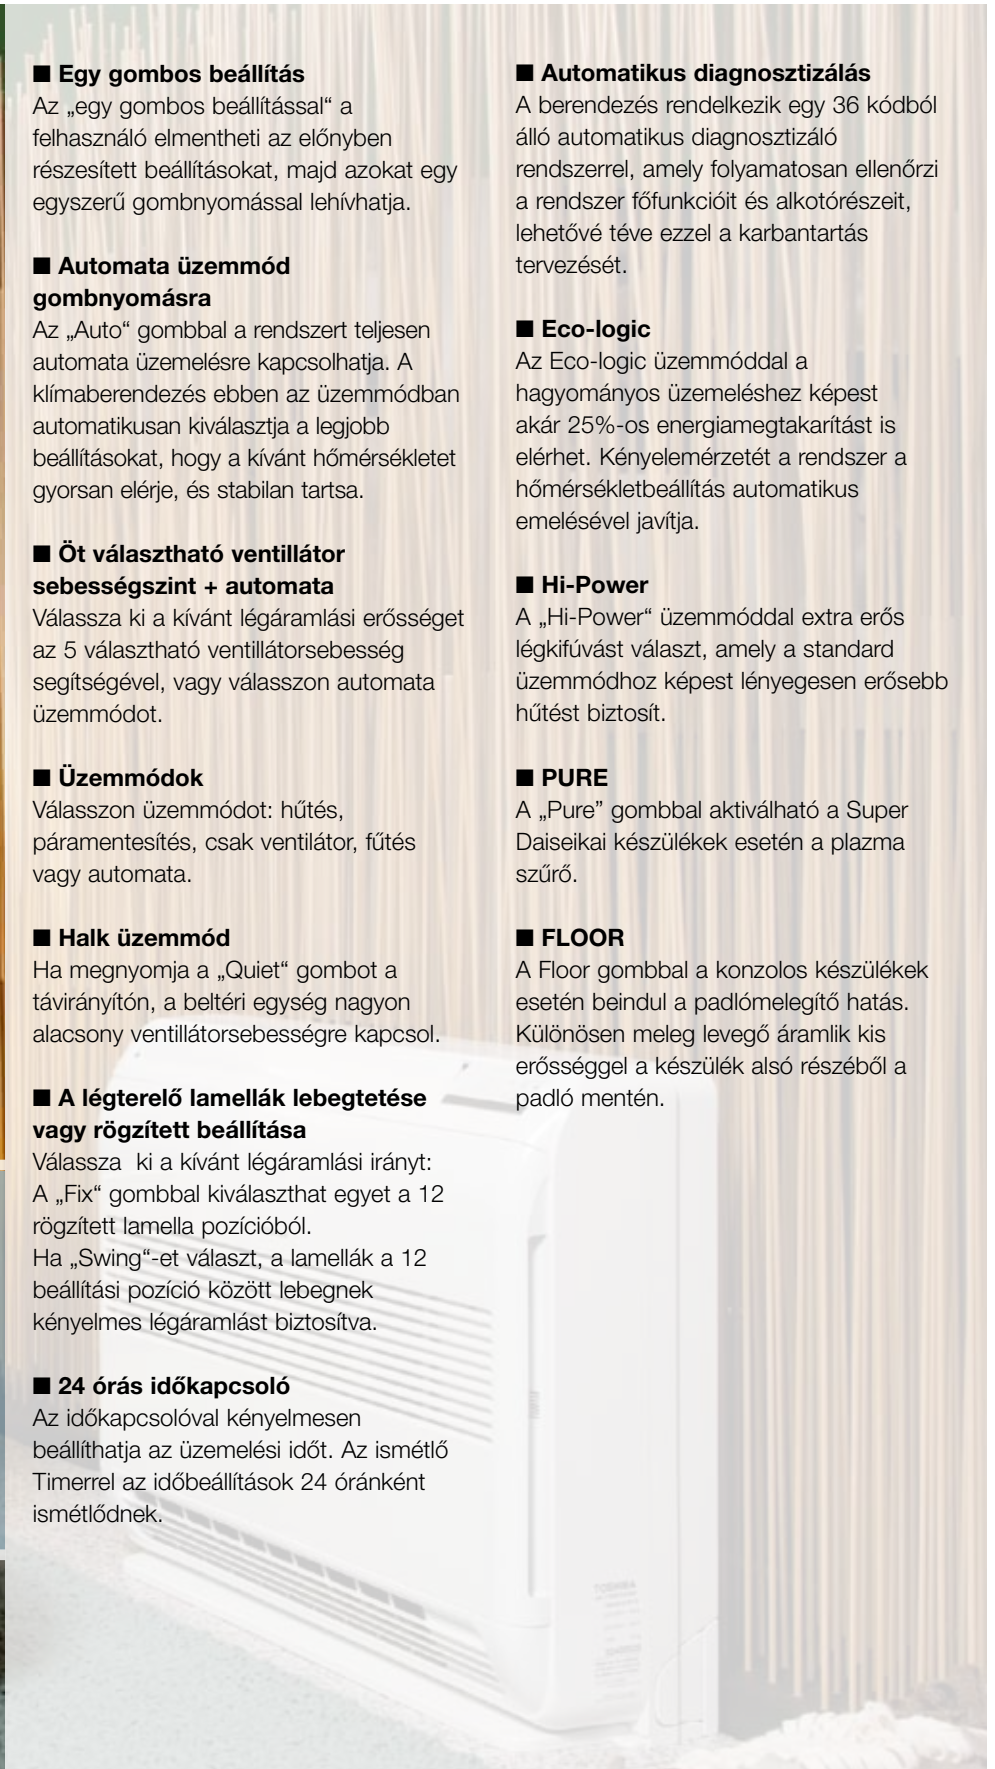 ■ Egy gombos beállítás
Az „egy gombos beállítással“ a
felhasználó elmentheti az előnyben
részesített beállításokat, majd azokat egy
egyszerű gombnyomással lehívhatja.
■ Automata üzemmód
gombnyomásra
Az „Auto“ gombbal a rendszert teljesen
automata üzemelésre kapcsolhatja. A
klímaberendezés ebben az üzemmódban
automatikusan kiválasztja a legjobb
beállításokat, hogy a kívánt hőmérsékletet
gyorsan elérje, és stabilan tartsa.
■ Öt választható ventillátor
sebességszint + automata
Válassza ki a kívánt légáramlási erősséget
az 5 választható ventillátorsebesség
segítségével, vagy válasszon automata
üzemmódot.
■ Üzemmódok
Válasszon üzemmódot: hűtés,
páramentesítés, csak ventilátor, fűtés
vagy automata.
■ Halk üzemmód
Ha megnyomja a „Quiet“ gombot a
távirányítón, a beltéri egység nagyon
alacsony ventillátorsebességre kapcsol.
■ A légterelő lamellák lebegtetése
vagy rögzített beállítása
Válassza  ki a kívánt légáramlási irányt:
A „Fix“ gombbal kiválaszthat egyet a 12
rögzített lamella pozícióból.
Ha „Swing“-et választ, a lamellák a 12
beállítási pozíció között lebegnek
kényelmes légáramlást biztosítva.
■ 24 órás időkapcsoló
Az időkapcsolóval kényelmesen
beállíthatja az üzemelési időt. Az ismétlő
Timerrel az időbeállítások 24 óránként
ismétlődnek.
■ Automatikus diagnosztizálás
A berendezés rendelkezik egy 36 kódból
álló automatikus diagnosztizáló
rendszerrel, amely folyamatosan ellenőrzi
a rendszer főfunkcióit és alkotórészeit,
lehetővé téve ezzel a karbantartás
tervezését.
■ Eco-logic
Az Eco-logic üzemmóddal a
hagyományos üzemeléshez képest
akár 25%-os energiamegtakarítást is
elérhet. Kényelemérzetét a rendszer a
hőmérsékletbeállítás automatikus
emelésével javítja.
■ Hi-Power
A „Hi-Power“ üzemmóddal extra erős
légkifúvást választ, amely a standard
üzemmódhoz képest lényegesen erősebb
hűtést biztosít.
■ PURE
A „Pure” gombbal aktiválható a Super
Daiseikai készülékek esetén a plazma
szűrő.
■ FLOOR
A Floor gombbal a konzolos készülékek
esetén beindul a padlómelegítő hatás.
Különösen meleg levegő áramlik kis
erősséggel a készülék alsó részéből a
padló mentén.
TOSHIBA